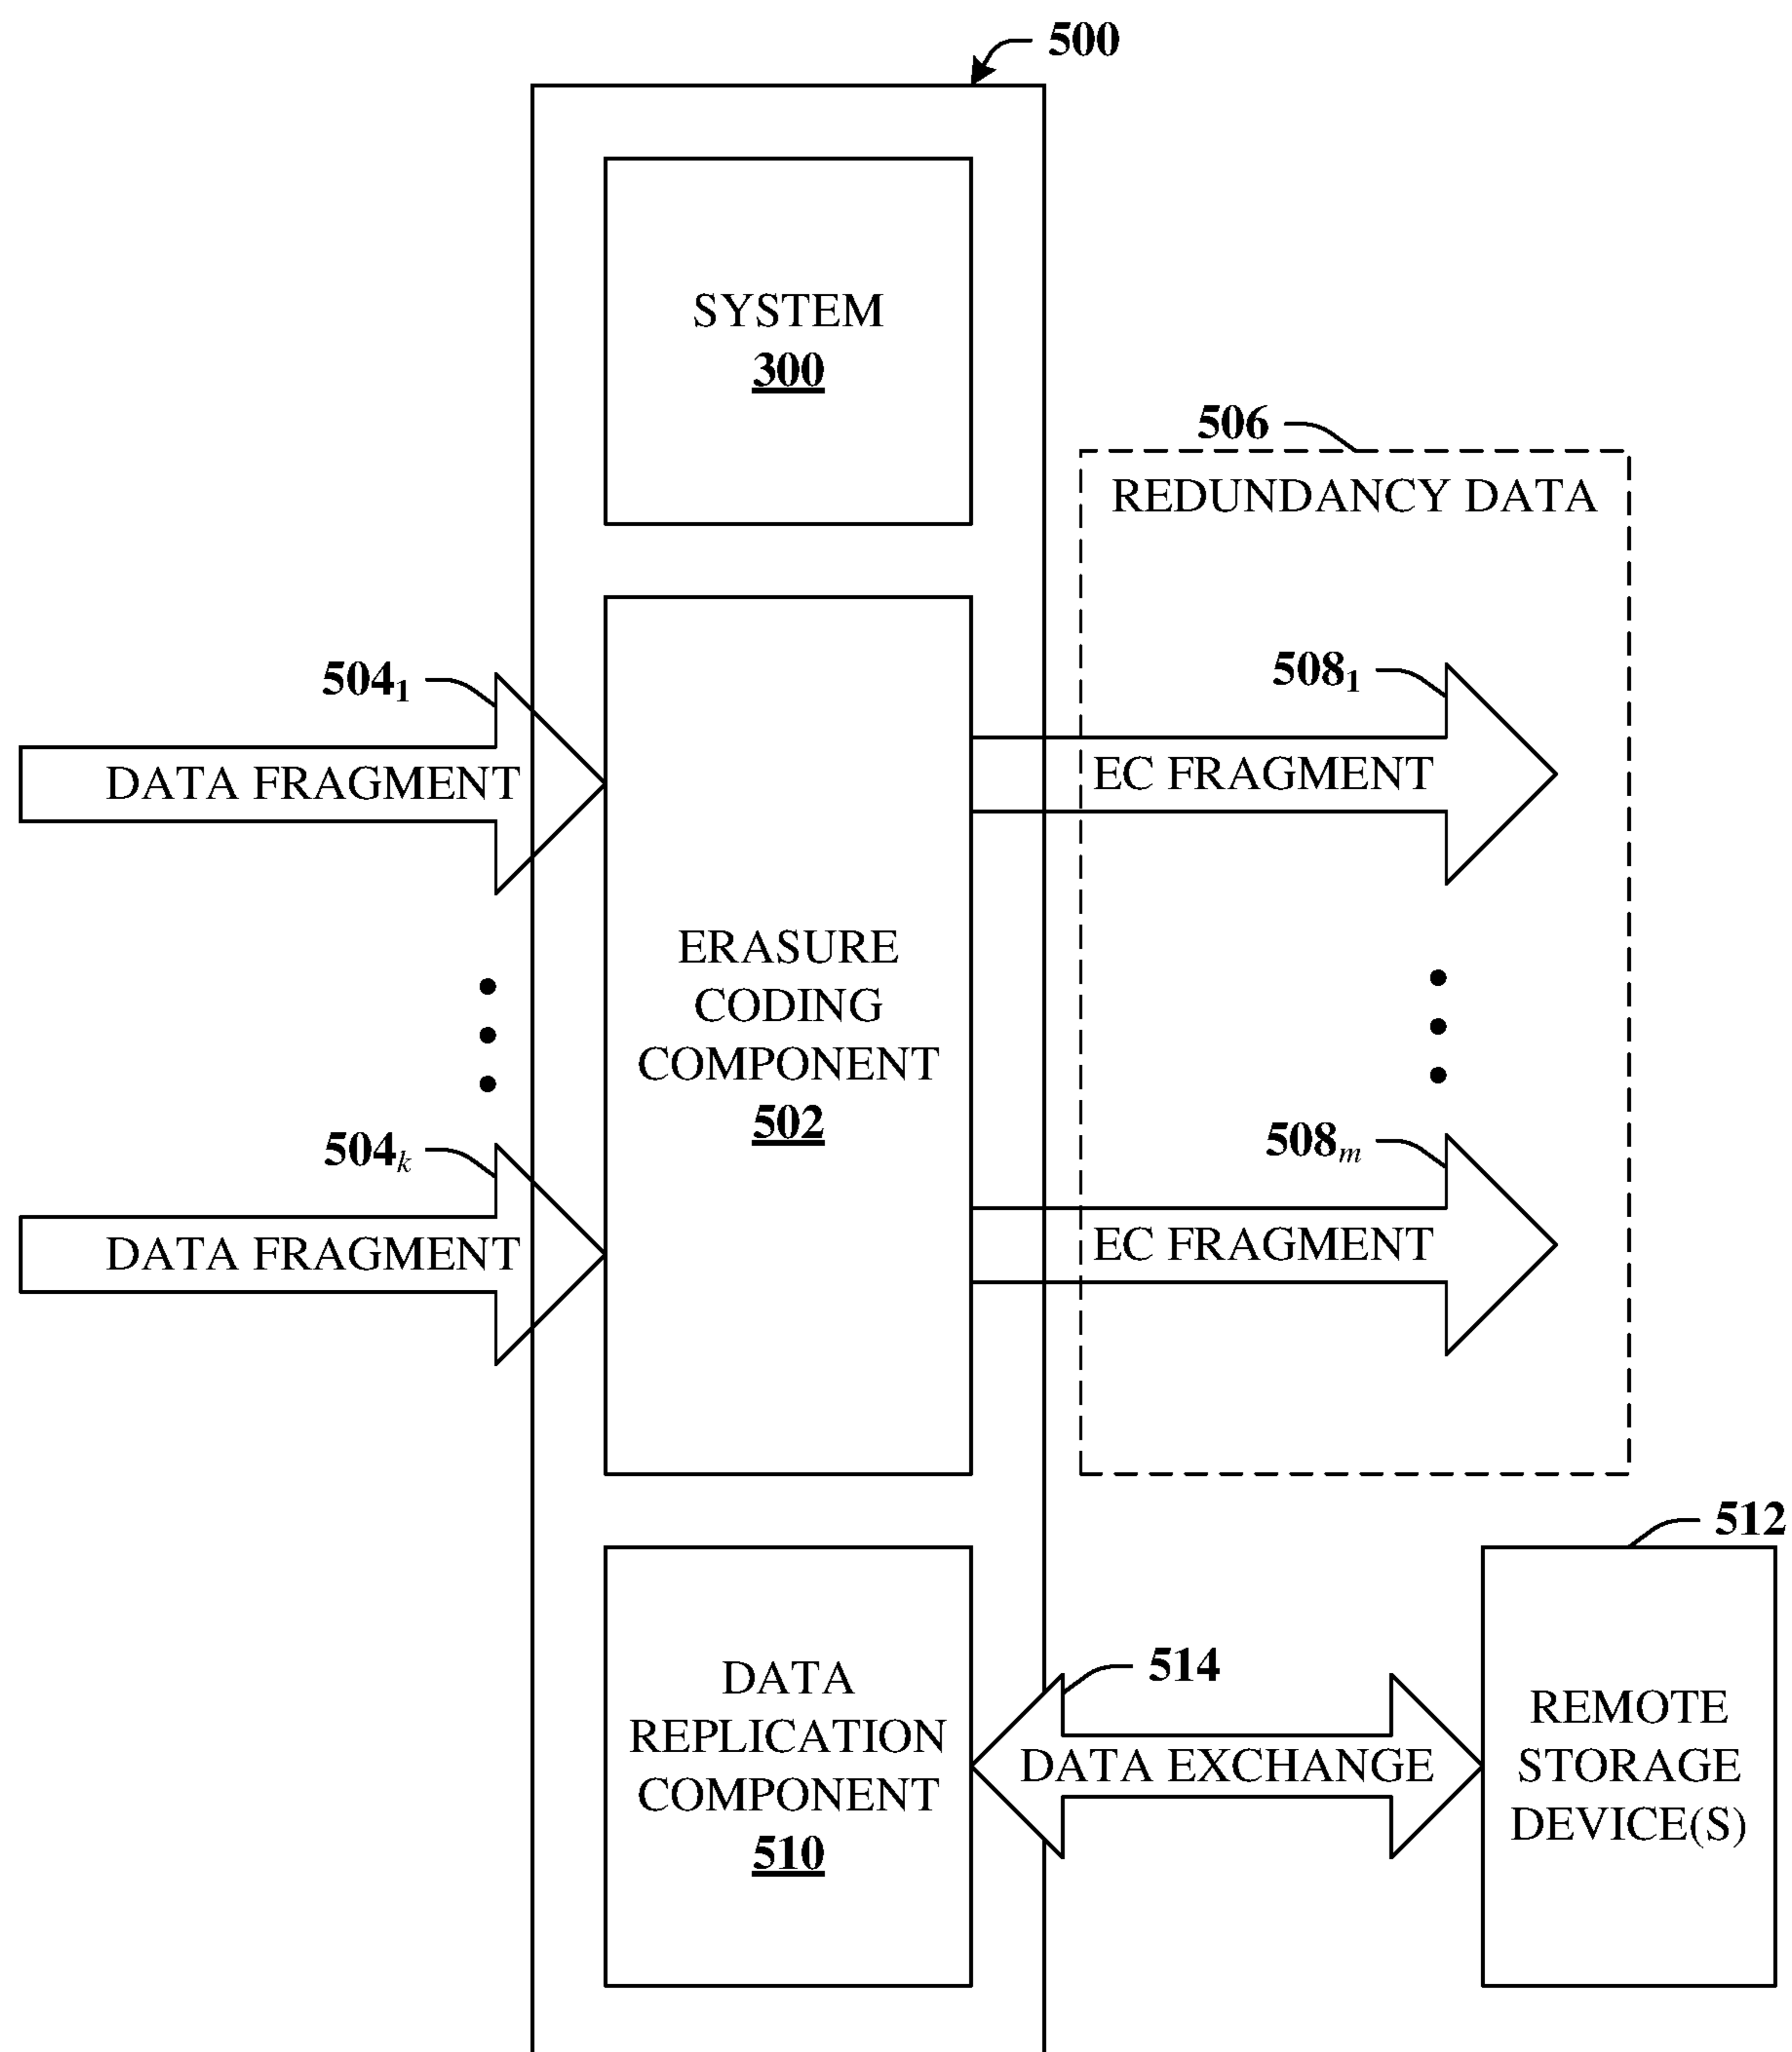 500
SYSTEM
300
506
REDUNDANCY DATA
504₁
508₁
DATA FRAGMENT
EC FRAGMENT
ERASURE
CODING
COMPONENT
502
504ₖ
508ₘ
DATA FRAGMENT
EC FRAGMENT
512
514
DATA
REPLICATION
COMPONENT
510
DATA EXCHANGE
REMOTE
STORAGE
DEVICE(S)